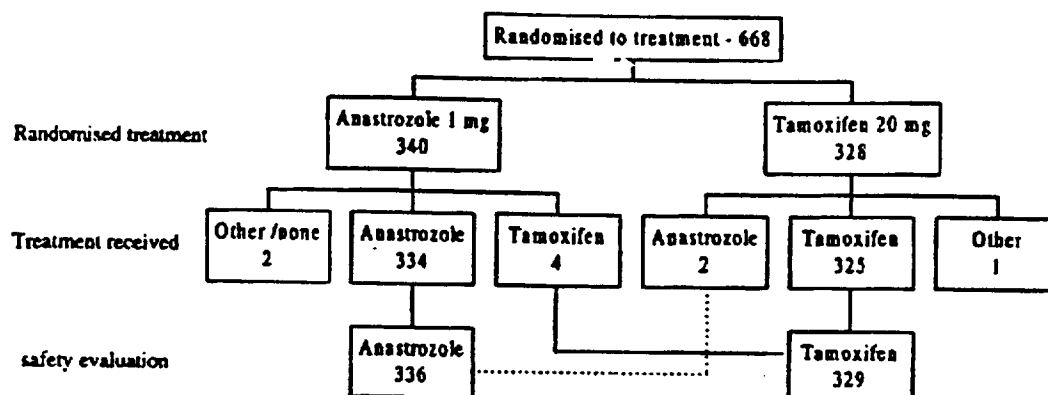 Randomised to treatment - 668
Randomised treatment
Anastrozole 1 mg
340
Tamoxifen 20 mg
328
Treatment received
Other /none
2
Anastrozole
334
Tamoxifen
4
Anastrozole
2
Tamoxifen
325
Other
1
safety evaluation
Anastrozole
336
Tamoxifen
329